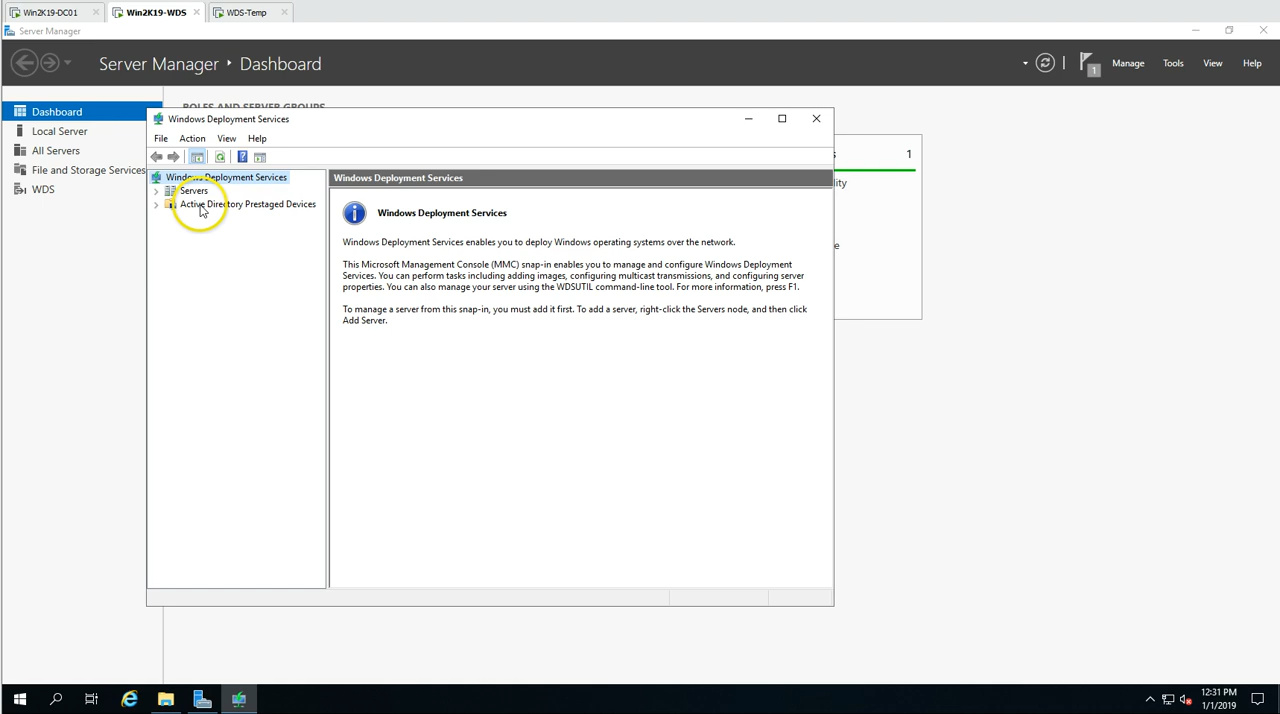 Win2K19-DC01
Win2K19-WDS
WDS-Temp
Server Manager
Server Manager Dashboard
1
Manage
Tools
View
Help
Dashboard
Local Server
All Servers
File and Storage Services
WDS
ROLES AND SERVER GROUPS
1
Windows Deployment Services
File
Action
View
Help
Windows Deployment Services
Servers
Active Directory Prestaged Devices
Windows Deployment Services
Windows Deployment Services
Windows Deployment Services enables you to deploy Windows operating systems over the network.
This Microsoft Management Console (MMC) snap-in enables you to manage and configure Windows Deployment
Services. You can perform tasks including adding images, configuring multicast transmissions, and configuring server
properties. You can also manage your server using the WDSUTIL command-line tool. For more information, press F1.
To manage a server from this snap-in, you must add it first. To add a server, right-click the Servers node, and then click
Add Server.
12:31 PM
1/1/2019